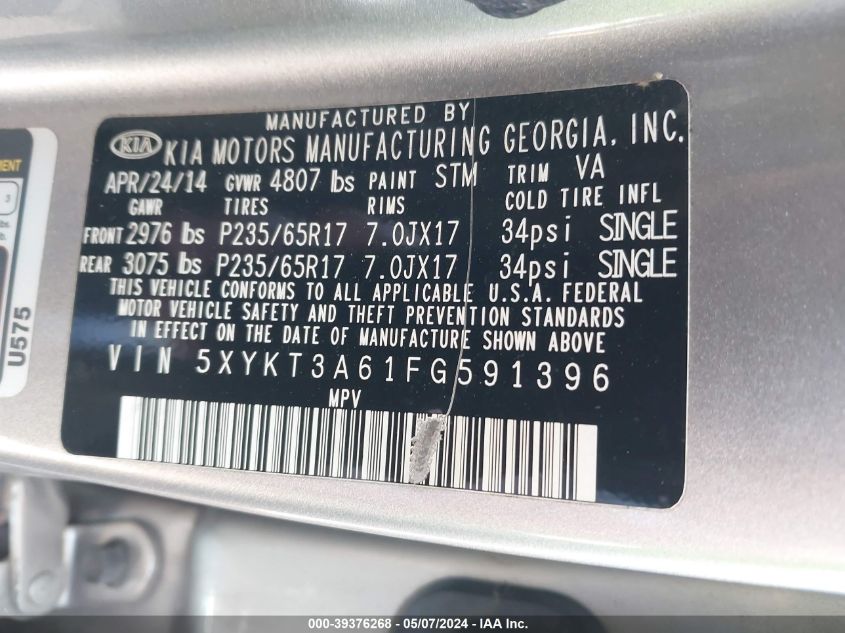 MANUFACTURED BY
KIA KIA MOTORS MANUFACTURING GEORGIA, INC.
APR/24/14 GVWR 4807 lbs PAINT STM TRIM VA
GAWR TIRES RIMS COLD TIRE INFL
FRONT 2976 lbs P235/65R17 7.0JX17 34psi SINGLE
REAR 3075 lbs P235/65R17 7.0JX17 34psi SINGLE
THIS VEHICLE CONFORMS TO ALL APPLICABLE U.S.A. FEDERAL
MOTOR VEHICLE SAFETY AND THEFT PREVENTION STANDARDS
IN EFFECT ON THE DATE OF MANUFACTURE SHOWN ABOVE
VIN 5XYKT3A61FG591396
MPV
3
U575
000-39376268 - 05/07/2024 - IAA Inc.